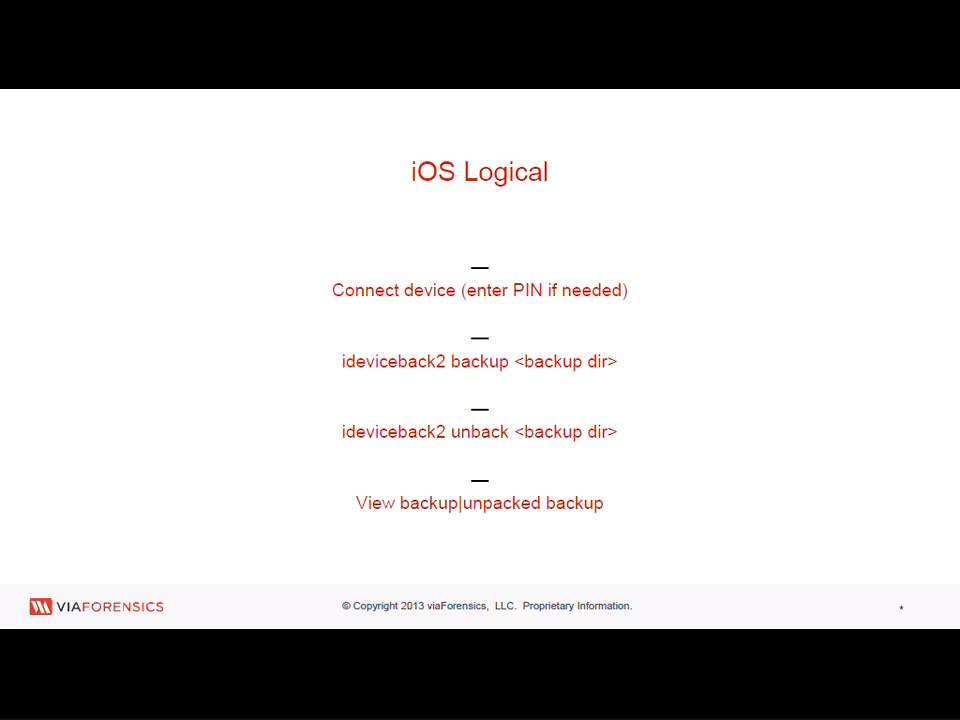 iOS Logical
—
Connect device (enter PIN if needed)
—
ideviceback2 backup <backup dir>
—
ideviceback2 unback <backup dir>
—
View backup|unpacked backup
VIAFORENSICS
© Copyright 2013 viaForensics, LLC. Proprietary Information.
*